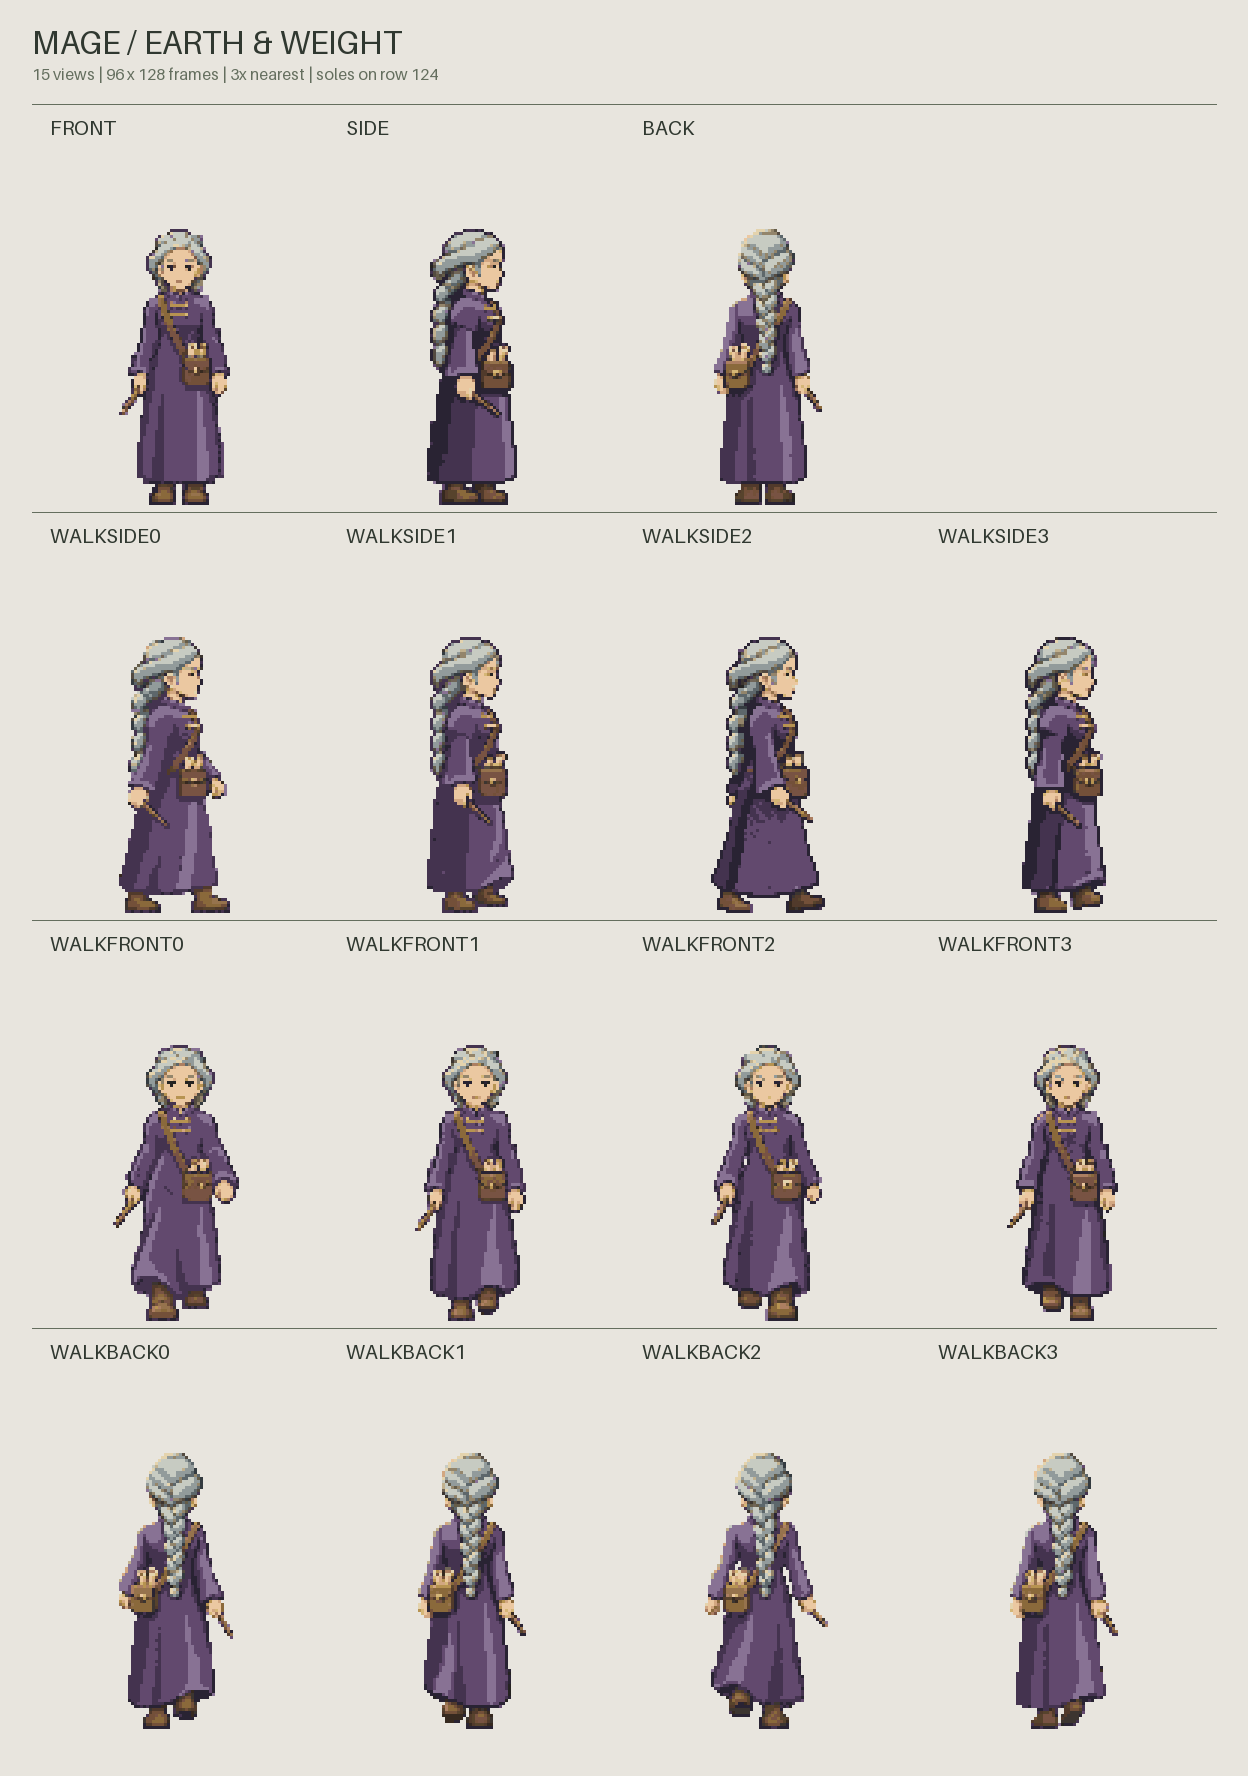 MAGE / EARTH & WEIGHT
15 views | 96 x 128 frames | 3x nearest | soles on row 124
FRONT SIDE BACK
WALKSIDE0 WALKSIDE1 WALKSIDE2 WALKSIDE3
WALKFRONT0 WALKFRONT1 WALKFRONT2 WALKFRONT3
WALKBACK0 WALKBACK1 WALKBACK2 WALKBACK3